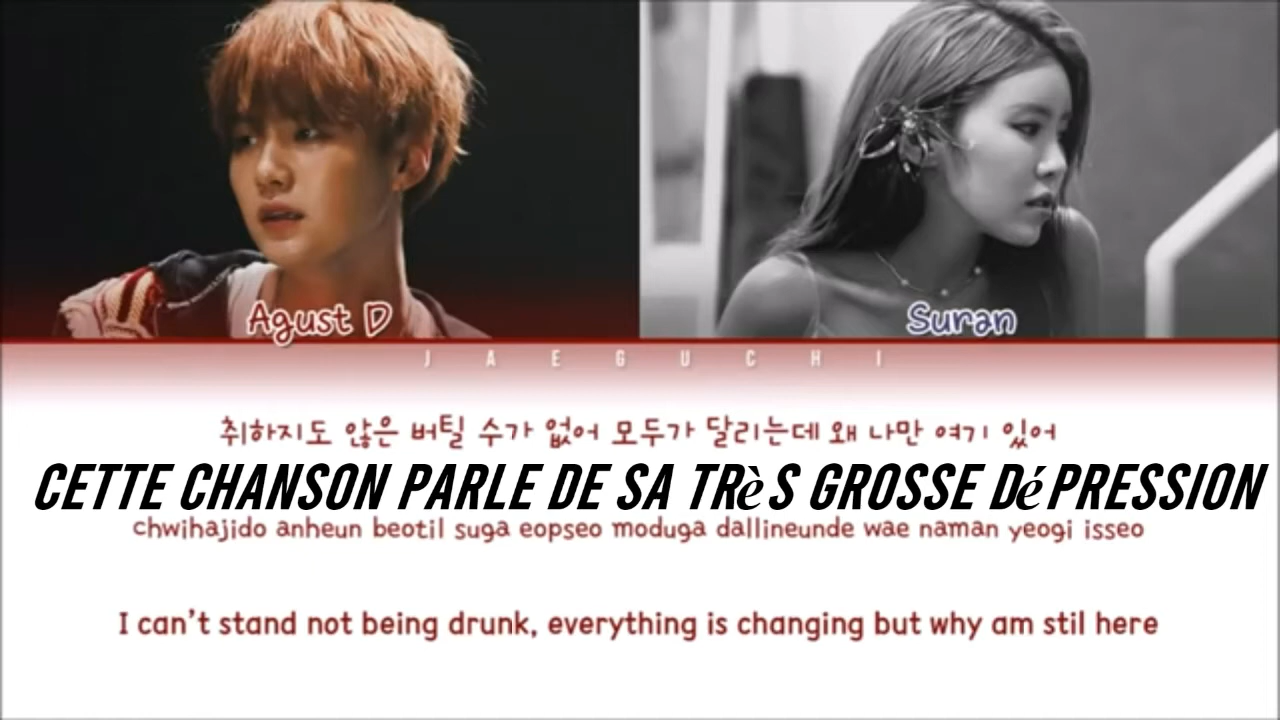 Agust D
Suran
JAEGUCHI
취하지도 않은 버틸 수가 없어 모두가 달리는데 왜 나만 여기 있어
CETTE CHANSON PARLE DE SA TRèS GROSSE DéPRESSION
chwihajido anheun beotil suga eopseo moduga dallineunde wae naman yeogi isseo
I can't stand not being drunk, everything is changing but why am stil here